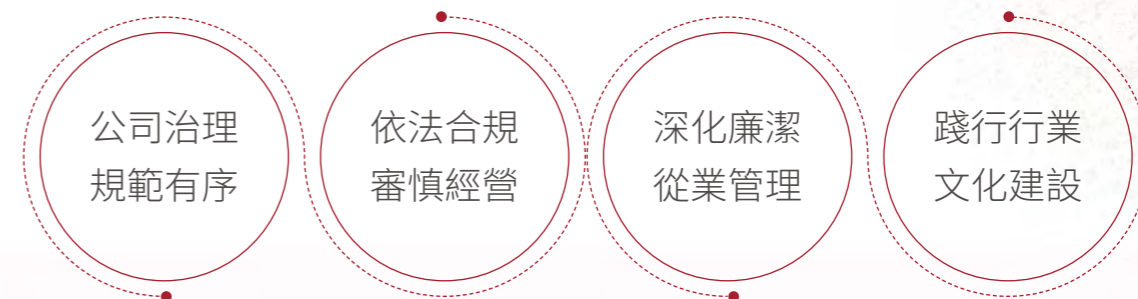 公司治理
規範有序
依法合規
審慎經營
深化廉潔
從業管理
踐行行業
文化建設